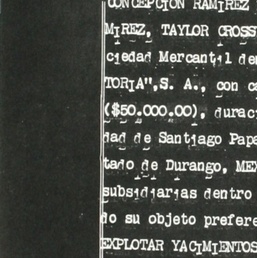 CONCEPCION RAMIREZ
MIREZ, TAYLOR CROSS
ciedad Mercantil de
TORIA", S. A., con ca
($50.000.00), duraci
dad de Santiago Papa
tado de Durango, MEX
subsidiarias dentro
do su objeto prefere
EXPLOTAR YACIMIENTOS